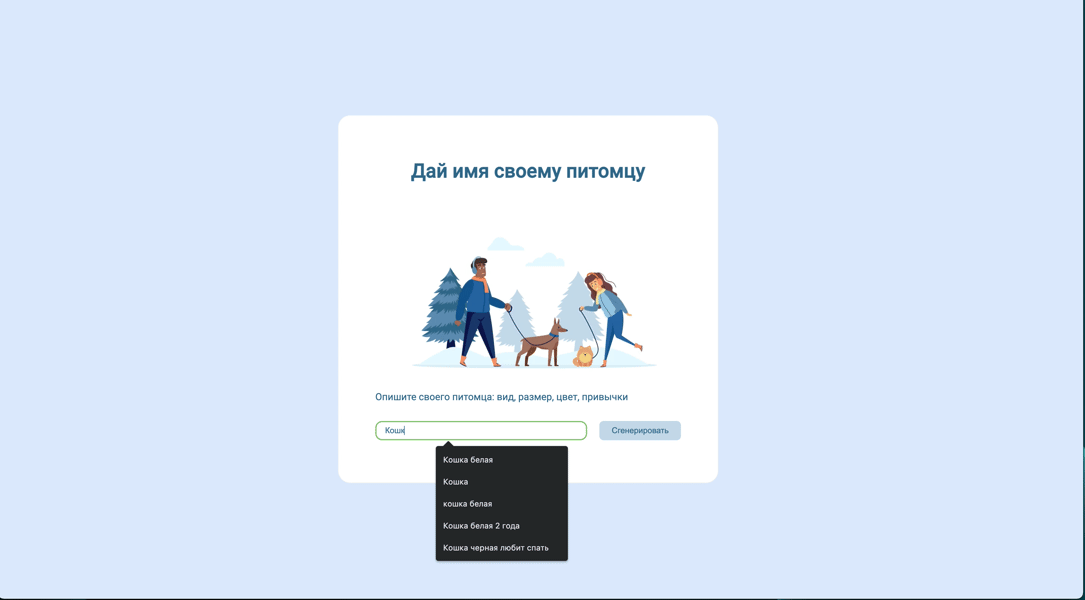 Дай имя своему питомцу
Опишите своего питомца: вид, размер, цвет, привычки
Кошк
Сгенерировать
Кошка белая
Кошка
кошка белая
Кошка белая 2 года
Кошка черная любит спать